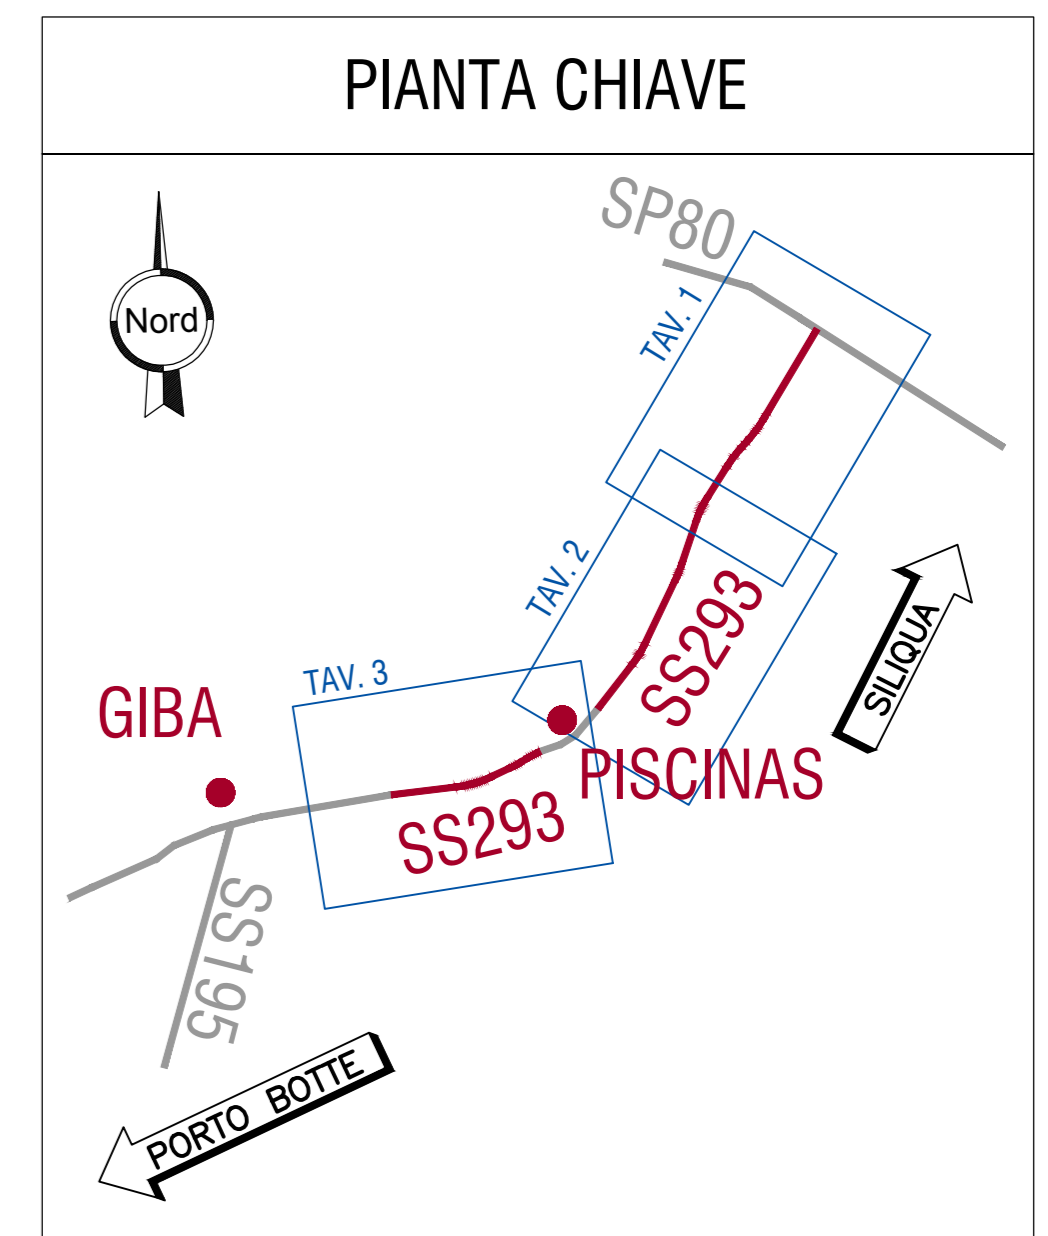 PIANTA CHIAVE
SP80
Nord
TAV. 1
TAV. 2
SS293
SILIQUA
TAV. 3
GIBA
PISCINAS
SS293
SS195
PORTO BOTTE